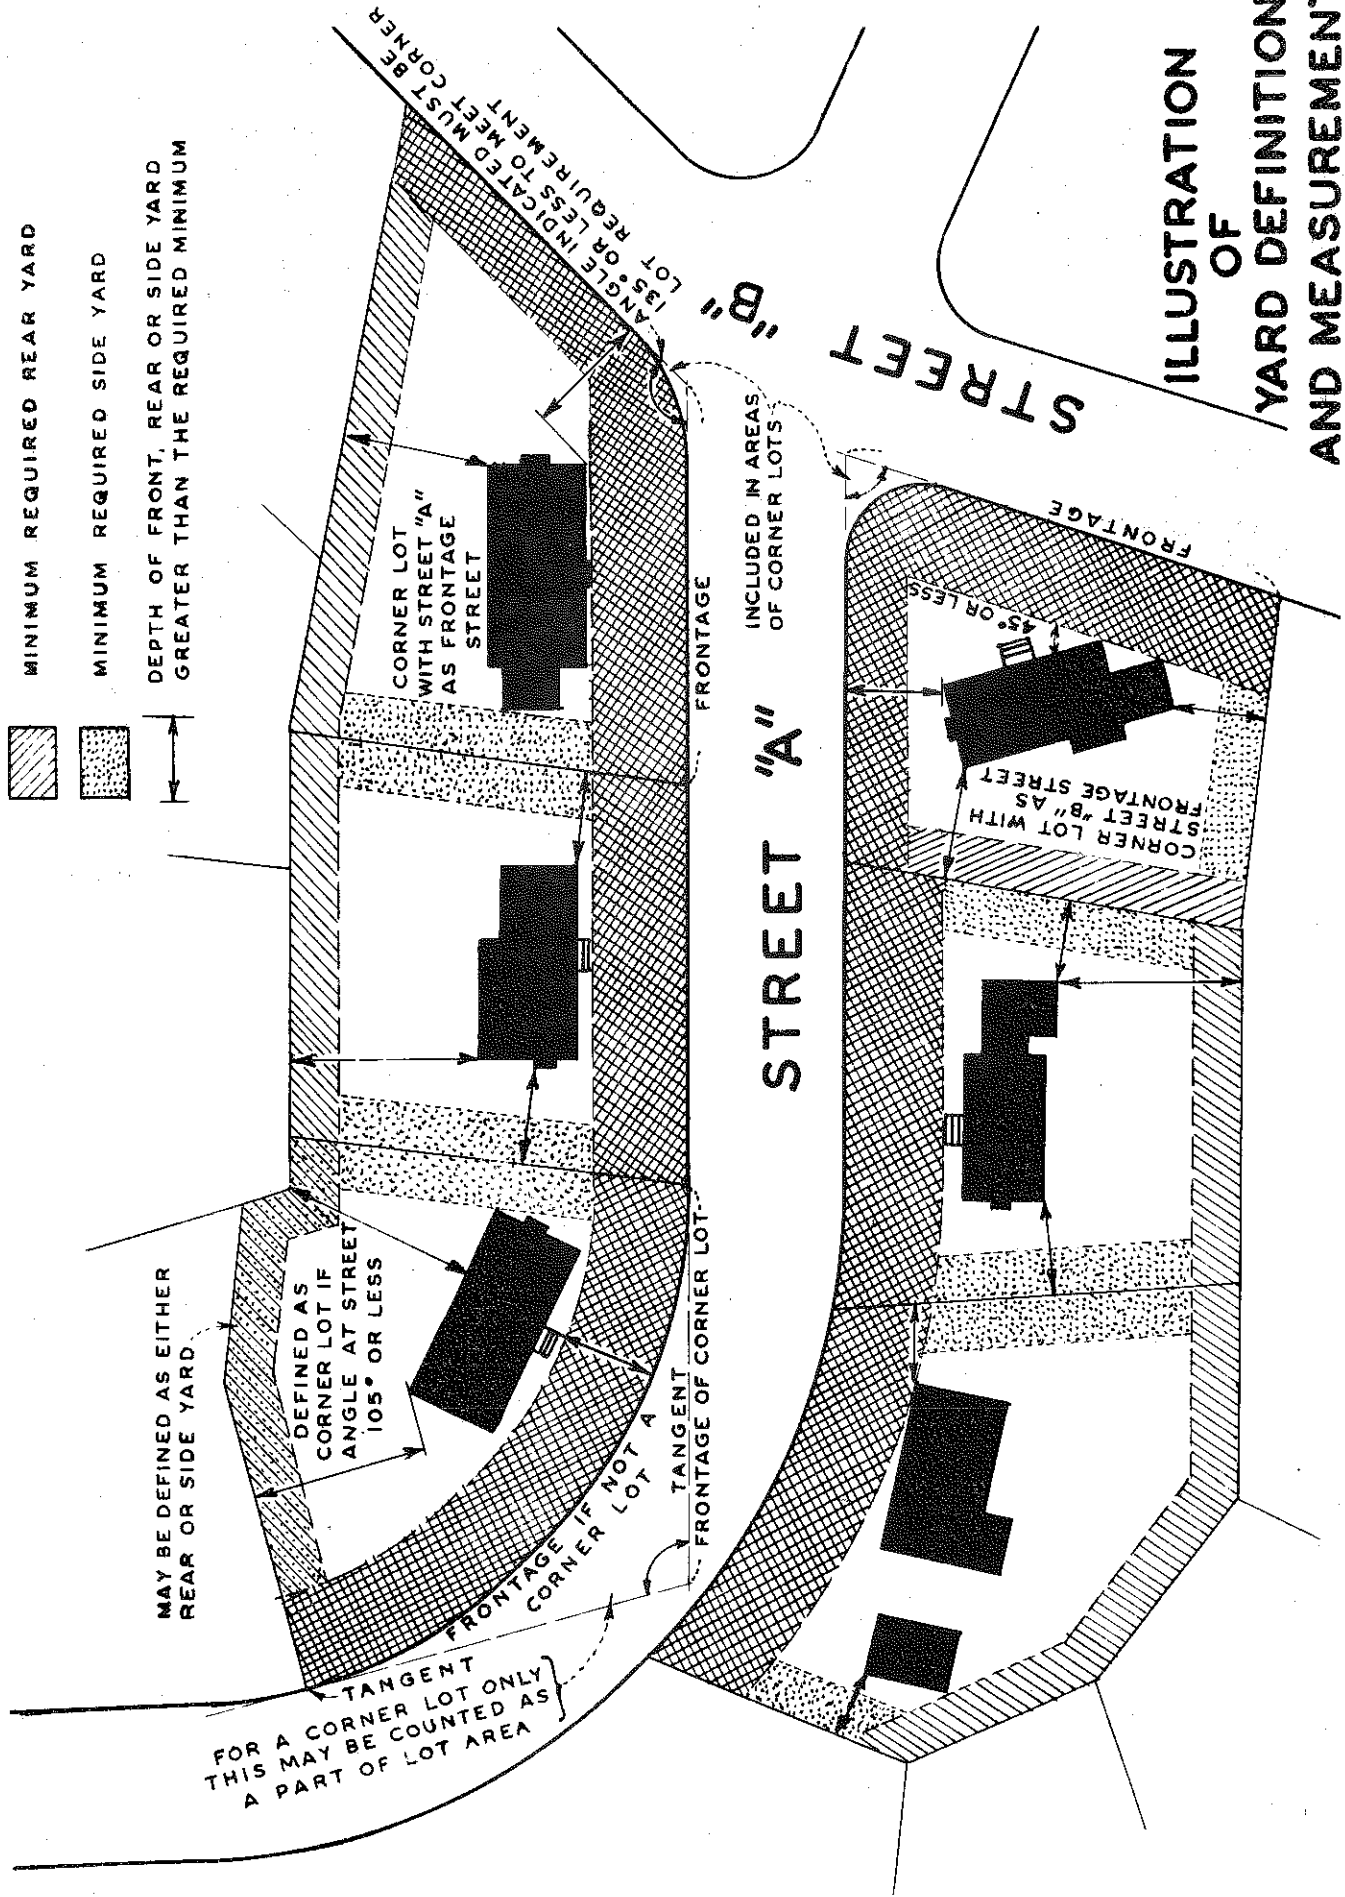 MINIMUM REQUIRED REAR YARD
MINIMUM REQUIRED SIDE YARD
DEPTH OF FRONT, REAR OR SIDE YARD
GREATER THAN THE REQUIRED MINIMUM
MAY BE DEFINED AS EITHER
REAR OR SIDE YARD
DEFINED AS
CORNER LOT IF
ANGLE AT STREET
105° OR LESS
CORNER LOT
WITH STREET "A"
AS FRONTAGE
STREET
ANGLE INDICATED MUST BE
135° OR LESS TO MEET CORNER
LOT REQUIREMENT
FRONTAGE IF NOT A
CORNER LOT
TANGENT
FRONTAGE OF CORNER LOT
FRONTAGE
TANGENT
FOR A CORNER LOT ONLY
THIS MAY BE COUNTED AS
A PART OF LOT AREA
INCLUDED IN AREAS
OF CORNER LOTS
STREET "A"
STREET "B"
FRONTAGE
45° OR LESS
CORNER LOT WITH
STREET "B" AS
FRONTAGE STREET
ILLUSTRATION
OF
YARD DEFINITION
AND MEASUREMENT